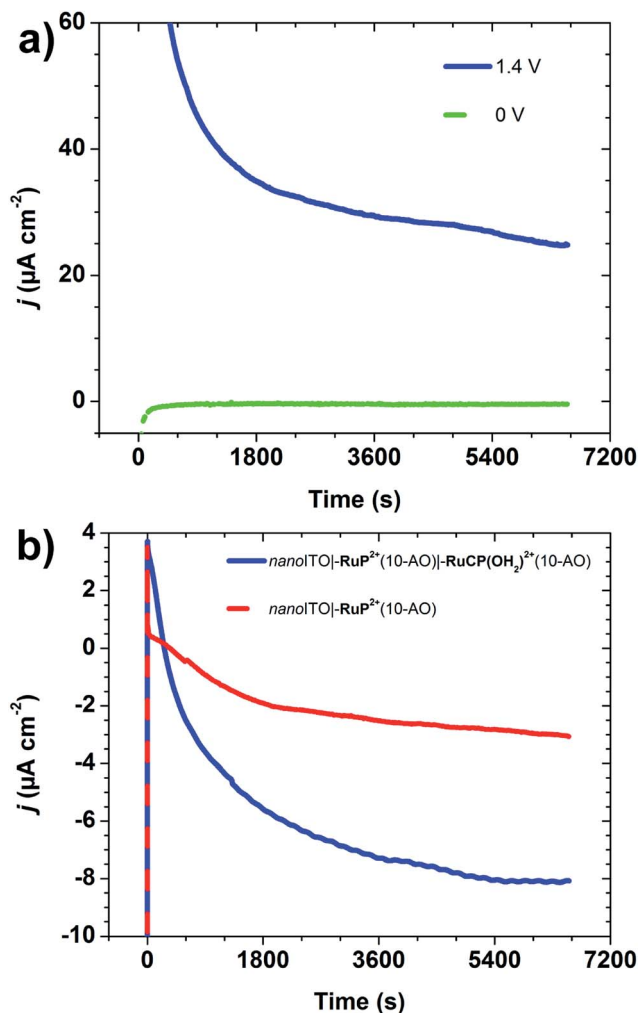 a)
60
40
20
0
j (µA cm⁻²)
1.4 V
0 V
0
1800
3600
5400
7200
Time (s)
b)
4
2
0
-2
-4
-6
-8
-10
j (µA cm⁻²)
nanoITO|-RuP²⁺(10-AO)|-RuCP(OH₂)²⁺(10-AO)
nanoITO|-RuP²⁺(10-AO)
0
1800
3600
5400
7200
Time (s)